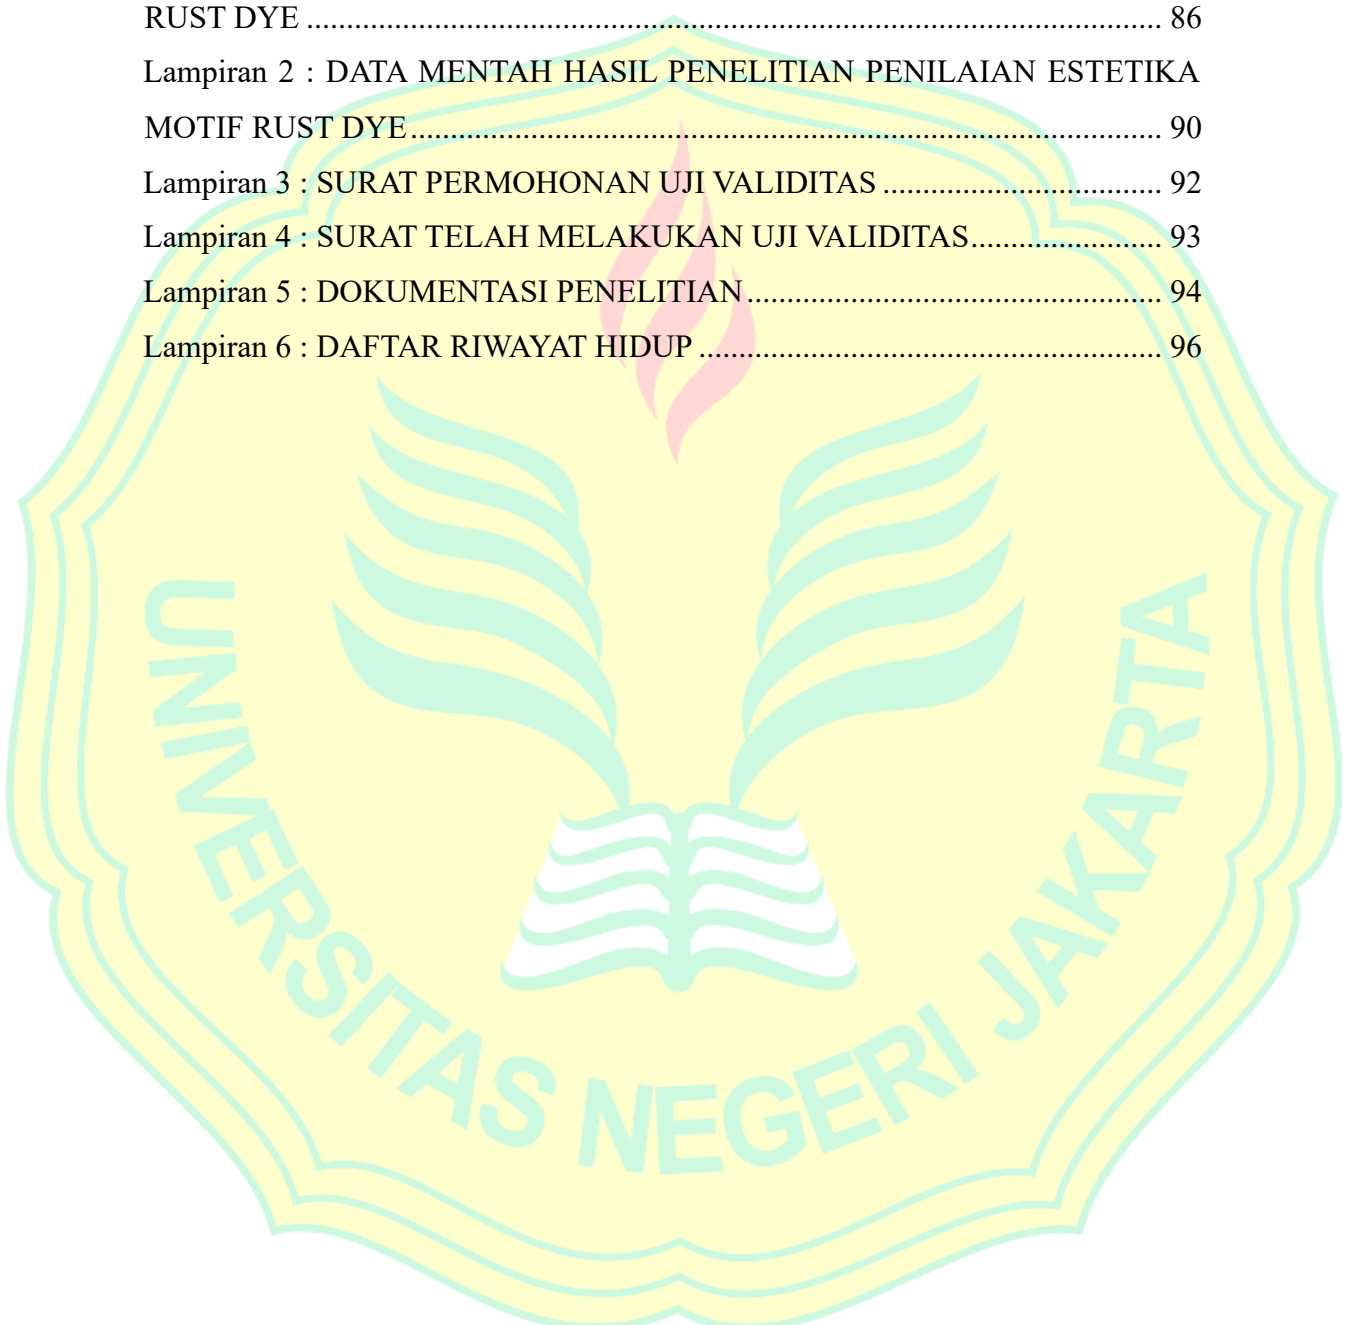 RUST DYE ........................................................................................................... 86
Lampiran 2 : DATA MENTAH HASIL PENELITIAN PENILAIAN ESTETIKA
MOTIF RUST DYE.............................................................................................. 90
Lampiran 3 : SURAT PERMOHONAN UJI VALIDITAS ................................... 92
Lampiran 4 : SURAT TELAH MELAKUKAN UJI VALIDITAS........................ 93
Lampiran 5 : DOKUMENTASI PENELITIAN.................................................... 94
Lampiran 6 : DAFTAR RIWAYAT HIDUP .......................................................... 96
UNIVERSITAS NEGERI JAKARTA